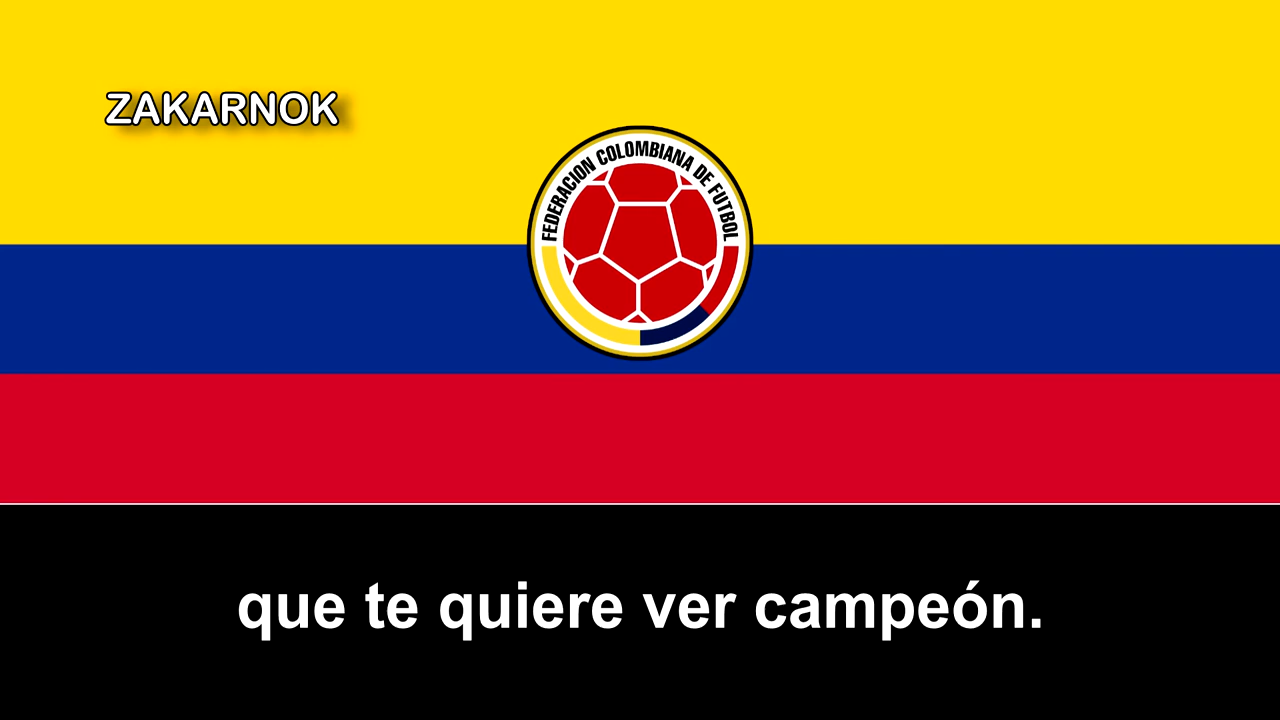 ZAKARNOK
FEDERACION COLOMBIANA DE FUTBOL
que te quiere ver campeón.